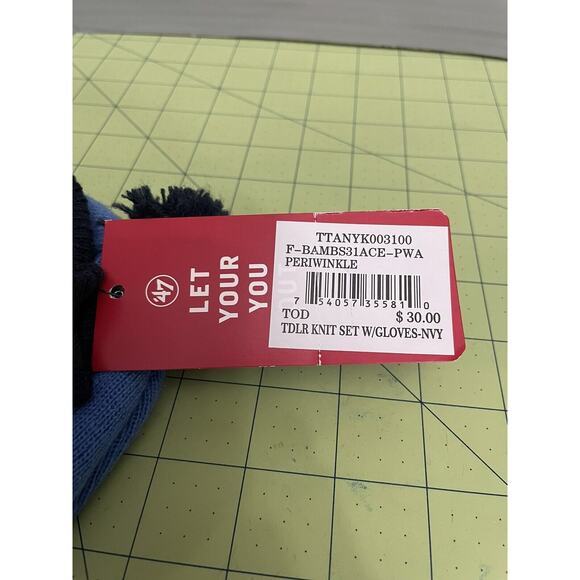 '47
LET
YOUR
YOU
OUT
TTANYK003100
F-BAMBS31ACE-PWA
PERIWINKLE
7 54057 35581 0
TOD $ 30.00
TDLR KNIT SET W/GLOVES-NVY